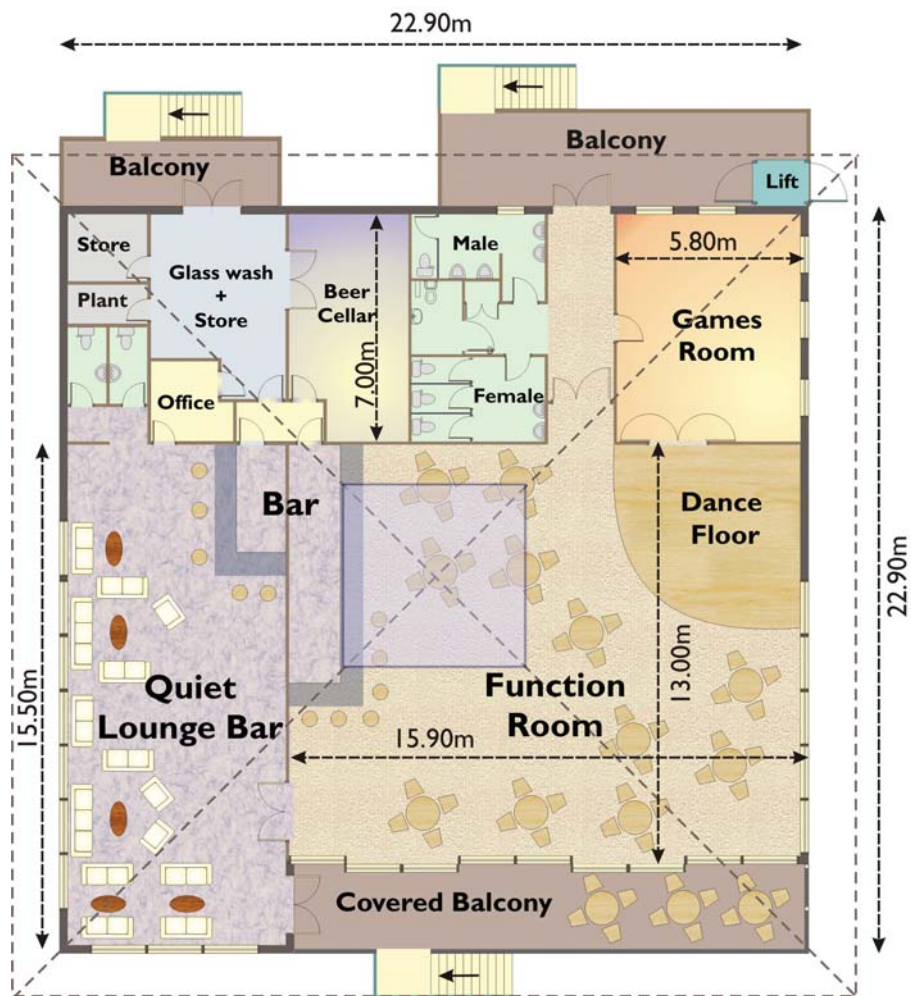 22.90m
Balcony
Balcony
Lift
Store
Male
5.80m
Glass wash
+
Store
Plant
Beer
Cellar
Games
Room
7.00m
Office
Female
Bar
Dance
Floor
22.90m
Quiet
Lounge Bar
Function
Room
13.00m
15.50m
15.90m
Covered Balcony